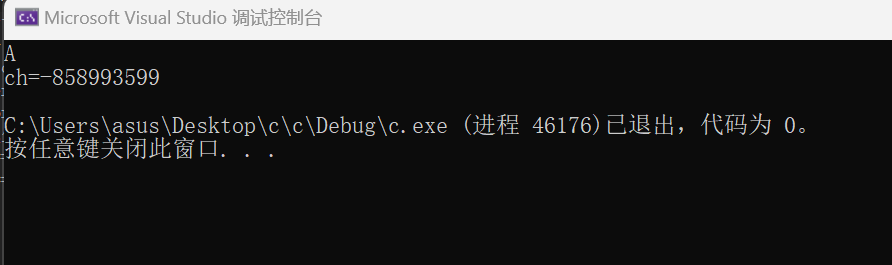 C:\ Microsoft Visual Studio 调试控制台
A
ch=-858993599
C:\Users\asus\Desktop\c\c\Debug\c.exe (进程 46176)已退出，代码为 0。
按任意键关闭此窗口. . .